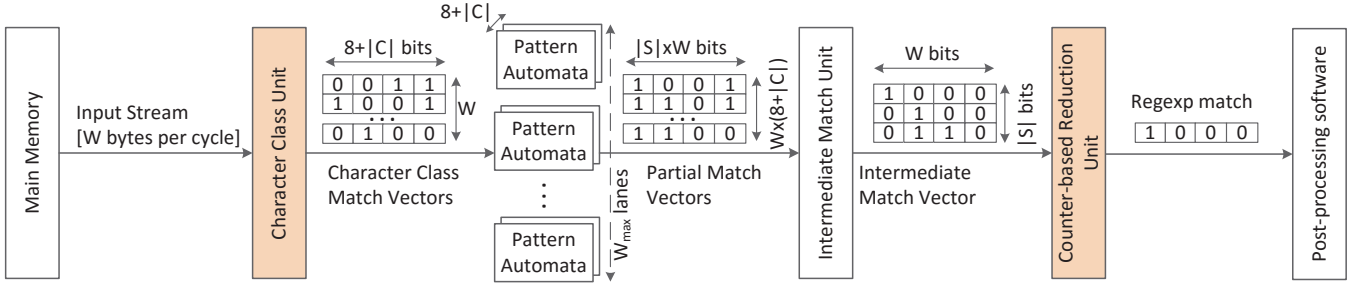 Main Memory
Input Stream
[W bytes per cycle]
Character Class Unit
8+|C| bits
0 0 1 1
1 0 0 1
...
0 1 0 0
W
Character Class
Match Vectors
8+|C|
Pattern
Automata
Pattern
Automata
Pattern
Automata
W_max lanes
|S|xW bits
1 0 0 1
1 1 0 1
...
1 1 0 0
Wx(8+|C|)
Partial Match
Vectors
Intermediate Match Unit
W bits
1 0 0 0
0 1 0 0
0 1 1 0
|S| bits
Intermediate
Match Vector
Counter-based Reduction
Unit
Regexp match
1 0 0 0
Post-processing software